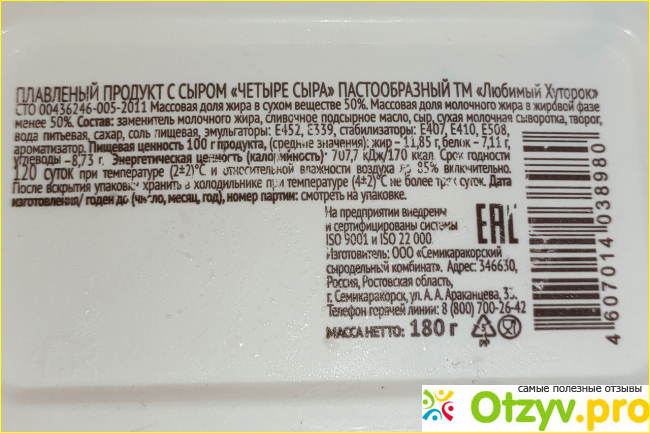 ПЛАВЛЕНЫЙ ПРОДУКТ С СЫРОМ «ЧЕТЫРЕ СЫРА» ПАСТООБРАЗНЫЙ ТМ «Любимый Хуторок»
СТО 00436246-005-2011 Массовая доля жира в сухом веществе 50%. Массовая доля молочного жира в жировой фазе
менее 50%. Состав: заменитель молочного жира, сливочное подсырное масло, сыр, сухая молочная сыворотка, творог,
вода питьевая, сахар, соль пищевая, эмульгаторы: Е452, Е339, стабилизаторы: Е407, Е410, Е508,
ароматизатор. Пищевая ценность 100 г продукта, (средние значения): жир – 11,85 г, белок – 7,11 г,
углеводы –8,73 г. Энергетическая ценность (калорийность)* 707,7 кДж/170 ккал. Срок годности
120 суток при температуре (2±2)°С и относительной влажности воздуха до 85% включительно.
После вскрытия упаковку хранить в холодильнике при температуре (4±2)°С не более трех суток. Дата
изготовления/ годен до (число, месяц, год), номер партии: смотреть на упаковке.
На предприятии внедрены
и сертифицированы системы
ISO 9001 и ISO 22 000.
Изготовитель: ООО «Семикаракорский
сыродельный комбинат». Адрес: 346630,
Россия, Ростовская область,
г. Семикаракорск, ул. А. А. Араканцева,
Телефон горячей линии: 8 (800) 700-26-42
МАССА НЕТТО: 180 г
EAC
5
4 607014 038980
самые полезные отзывы
Otzyv.pro